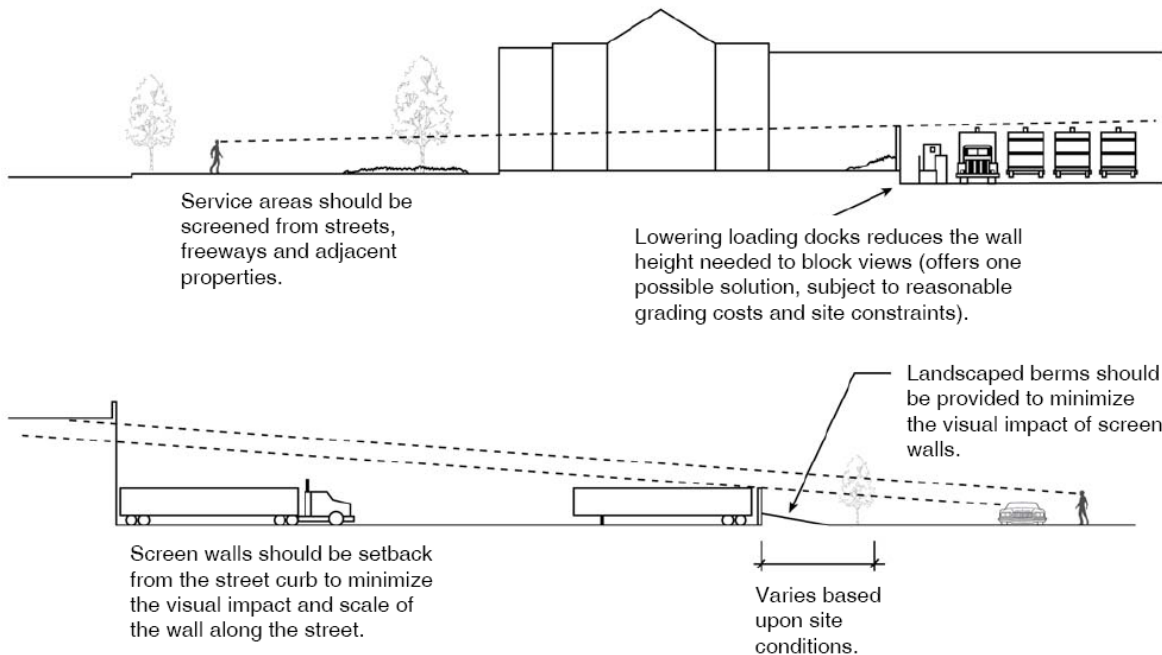 Service areas should be
screened from streets,
freeways and adjacent
properties.
Lowering loading docks reduces the wall
height needed to block views (offers one
possible solution, subject to reasonable
grading costs and site constraints).
Landscaped berms should
be provided to minimize
the visual impact of screen
walls.
Screen walls should be setback
from the street curb to minimize
the visual impact and scale of
the wall along the street.
Varies based
upon site
conditions.